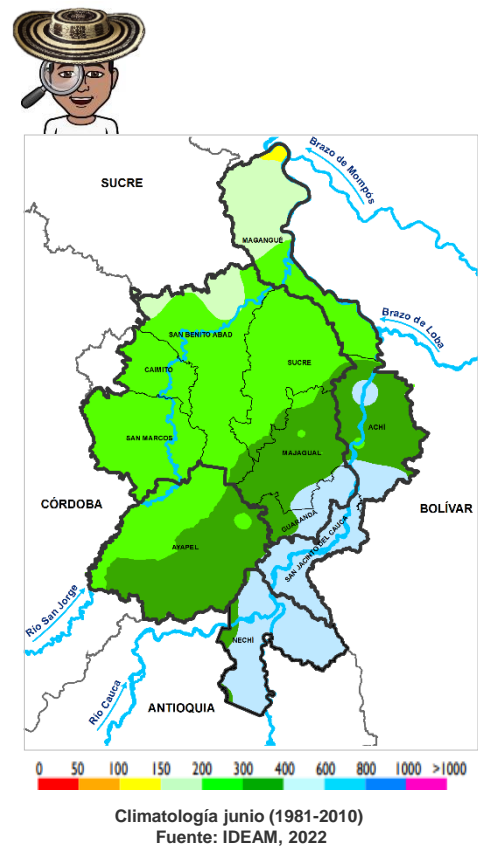 Brazo de Mompós
SUCRE
MAGANGUÉ
Brazo de Loba
SAN BENITO ABAD
SUCRE
CAIMITO
ACHÍ
SAN MARCOS
MAJAGUAL
CÓRDOBA
BOLÍVAR
GUARANDA
AYAPEL
SAN JACINTO DEL CAUCA
Río San Jorge
NECHÍ
Río Cauca
ANTIOQUIA
0 50 100 150 200 300 400 600 800 1000 >1000
Climatología junio (1981-2010)
Fuente: IDEAM, 2022